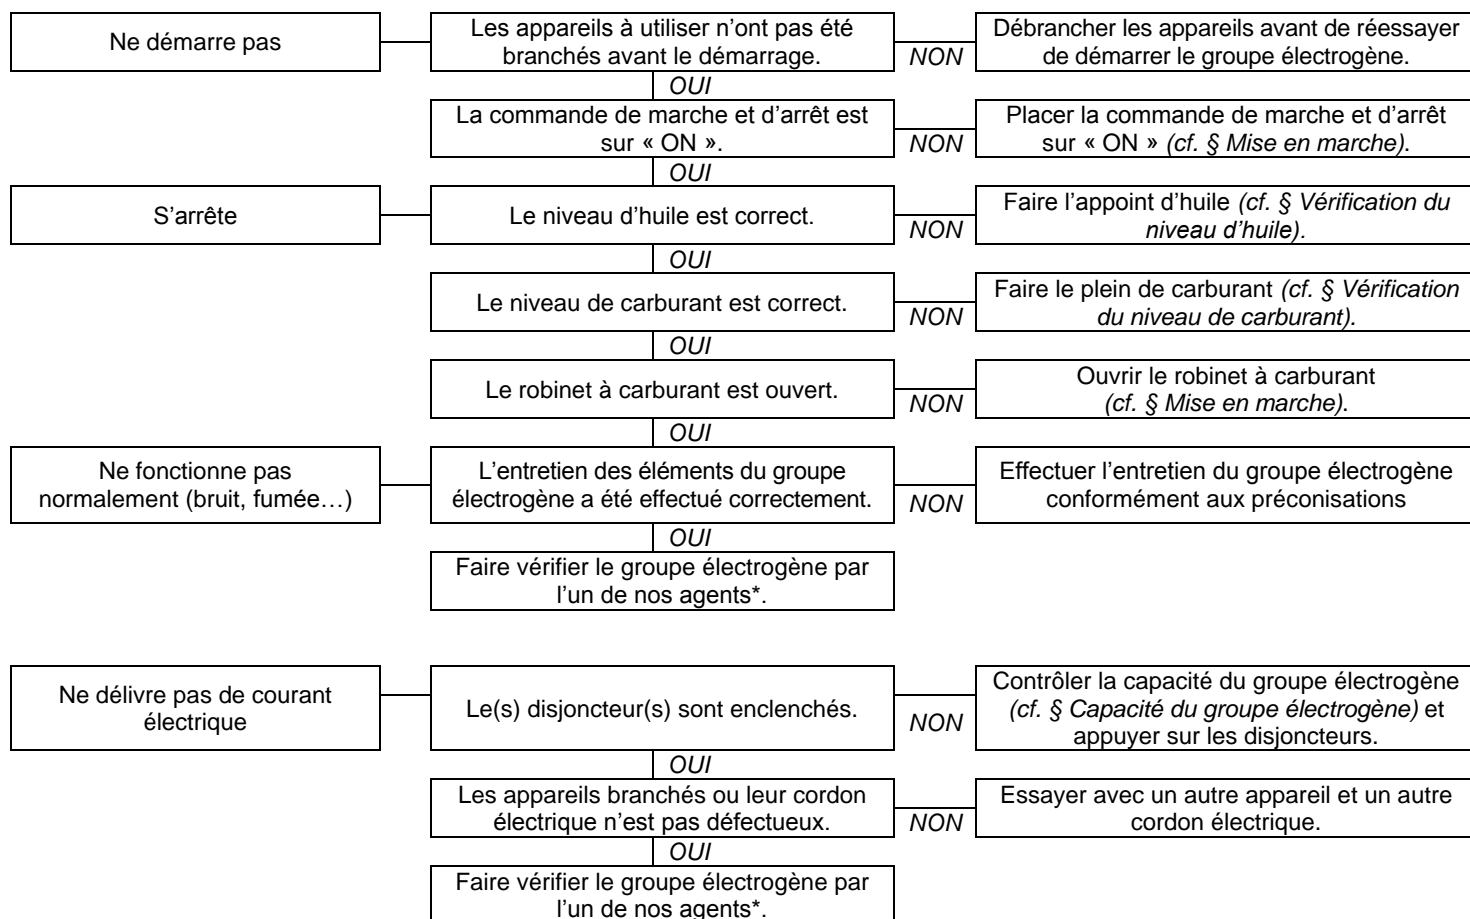 Ne démarre pas
Les appareils à utiliser n'ont pas été
branchés avant le démarrage.
NON
Débrancher les appareils avant de réessayer
de démarrer le groupe électrogène.
OUI
La commande de marche et d'arrêt est
sur « ON ».
NON
Placer la commande de marche et d'arrêt
sur « ON » (cf. § Mise en marche).
OUI
S'arrête
Le niveau d'huile est correct.
NON
Faire l'appoint d'huile (cf. § Vérification du
niveau d'huile).
OUI
Le niveau de carburant est correct.
NON
Faire le plein de carburant (cf. § Vérification
du niveau de carburant).
OUI
Le robinet à carburant est ouvert.
NON
Ouvrir le robinet à carburant
(cf. § Mise en marche).
OUI
Ne fonctionne pas
normalement (bruit, fumée…)
L'entretien des éléments du groupe
électrogène a été effectué correctement.
NON
Effectuer l'entretien du groupe électrogène
conformément aux préconisations
OUI
Faire vérifier le groupe électrogène par
l'un de nos agents*.
Ne délivre pas de courant
électrique
Le(s) disjoncteur(s) sont enclenchés.
NON
Contrôler la capacité du groupe électrogène
(cf. § Capacité du groupe électrogène) et
appuyer sur les disjoncteurs.
OUI
Les appareils branchés ou leur cordon
électrique n'est pas défectueux.
NON
Essayer avec un autre appareil et un autre
cordon électrique.
OUI
Faire vérifier le groupe électrogène par
l'un de nos agents*.